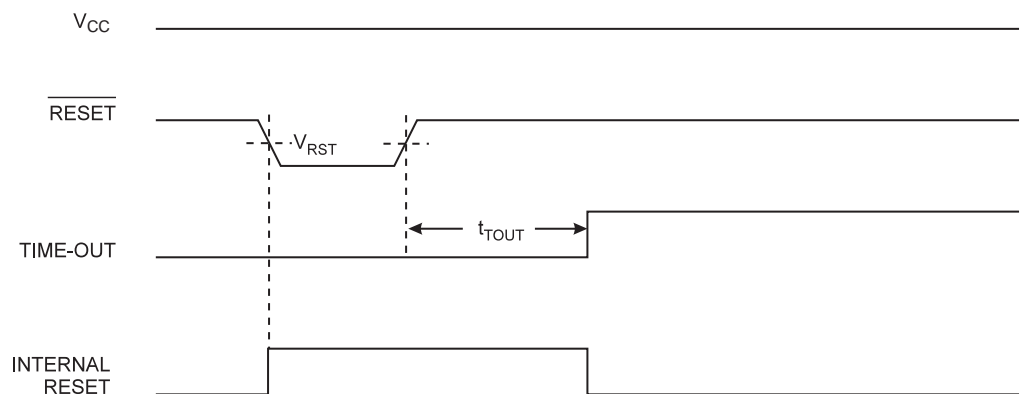 VCC
RESET
VRST
tTOUT
TIME-OUT
INTERNAL
RESET